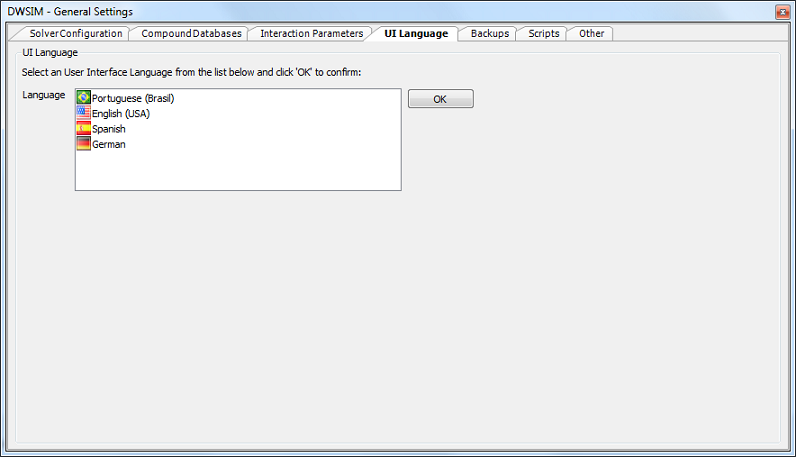 DWSIM - General Settings
Solver Configuration Compound Databases Interaction Parameters UI Language Backups Scripts Other
UI Language
Select an User Interface Language from the list below and click 'OK' to confirm:
Language
Portuguese (Brasil)
OK
English (USA)
Spanish
German